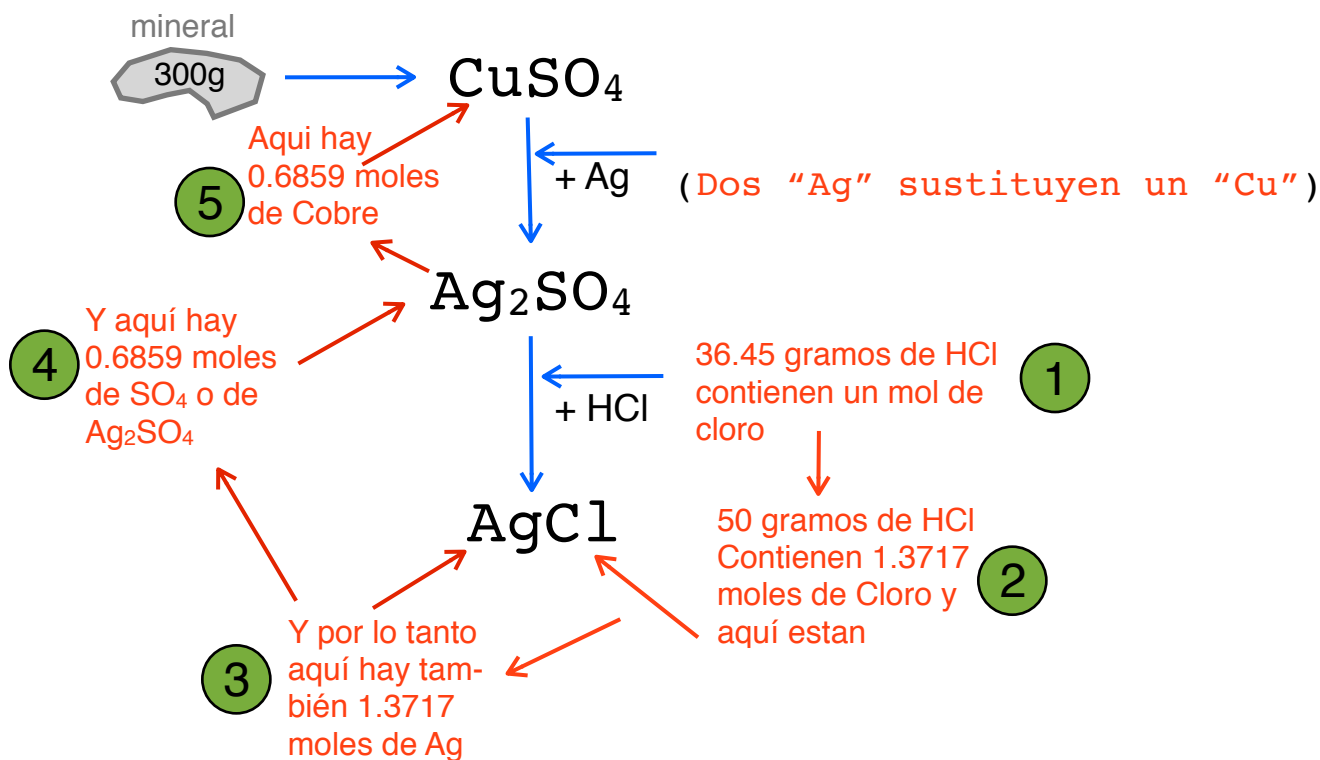 mineral
300g
CuSO₄
Aqui hay
0.6859 moles
de Cobre
5
+ Ag
(Dos “Ag” sustituyen un “Cu”)
Ag₂SO₄
Y aquí hay
0.6859 moles
de SO₄ o de
Ag₂SO₄
4
36.45 gramos de HCl
contienen un mol de
cloro
1
+ HCl
AgCl
50 gramos de HCl
Contienen 1.3717
moles de Cloro y
aquí estan
2
Y por lo tanto
aquí hay tam-
bién 1.3717
moles de Ag
3